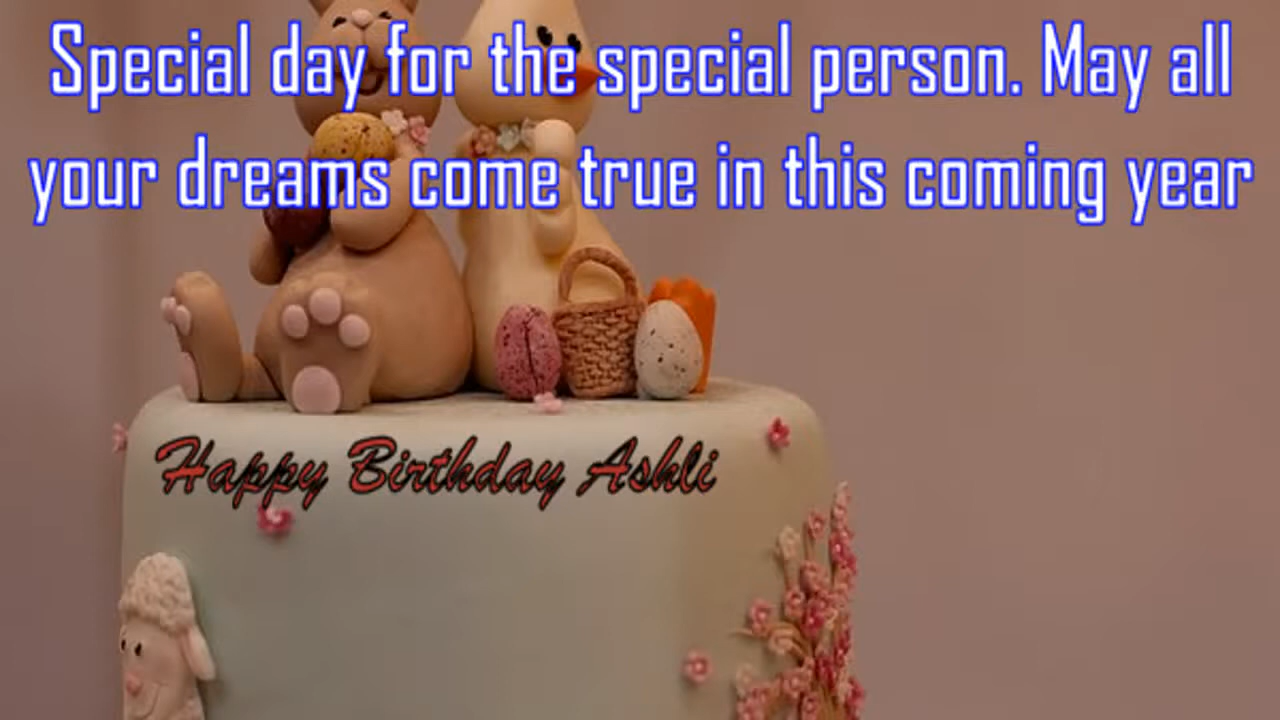 Special day for the special person. May all
your dreams come true in this coming year
Happy Birthday Ashli